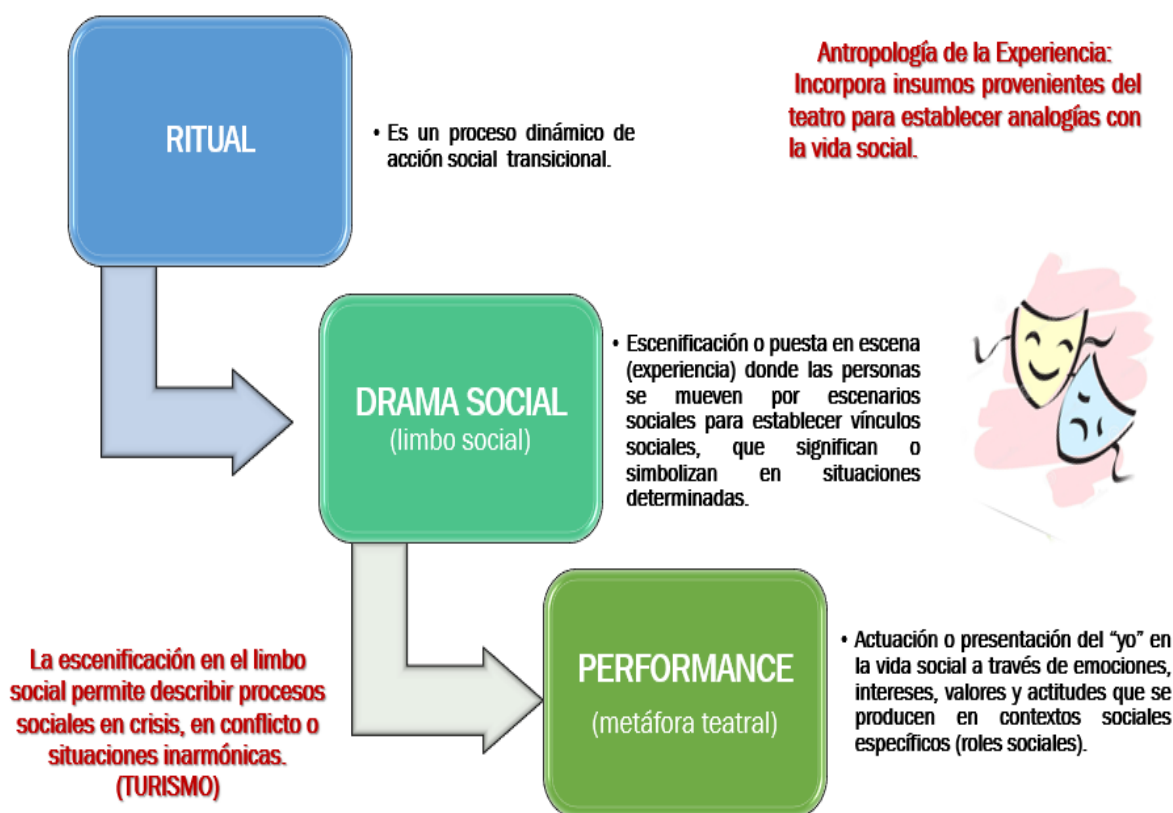 RITUAL
• Es un proceso dinámico de
acción social transicional.
Antropología de la Experiencia:
Incorpora insumos provenientes del
teatro para establecer analogías con
la vida social.
DRAMA SOCIAL
(limbo social)
• Escenificación o puesta en escena
(experiencia) donde las personas
se mueven por escenarios
sociales para establecer vínculos
sociales, que significan o
simbolizan en situaciones
determinadas.
PERFORMANCE
(metáfora teatral)
• Actuación o presentación del “yo” en
la vida social a través de emociones,
intereses, valores y actitudes que se
producen en contextos sociales
específicos (roles sociales).
La escenificación en el limbo
social permite describir procesos
sociales en crisis, en conflicto o
situaciones inarmónicas.
(TURISMO)